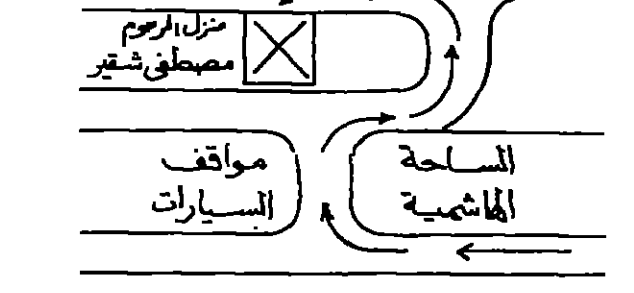 منزل المرحوم
مصطفى شقير
الساحة
الهاشمية
مواقف
السيارات